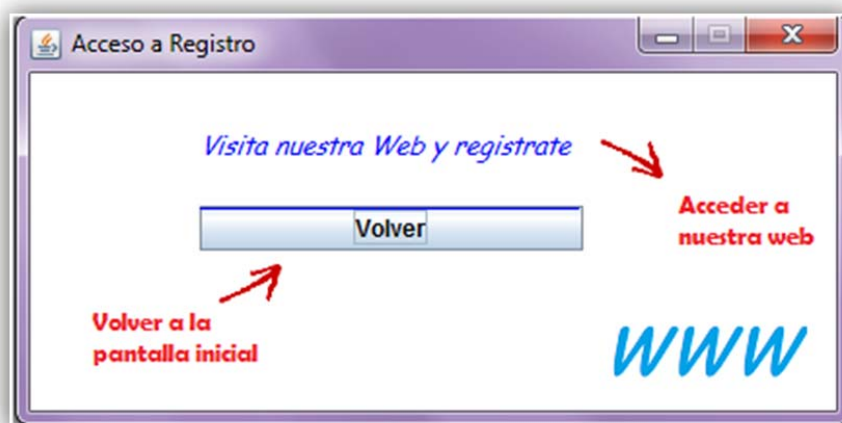 Acceso a Registro
Visita nuestra Web y registrate
Acceder a
nuestra web
Volver
Volver a la
pantalla inicial
WWW